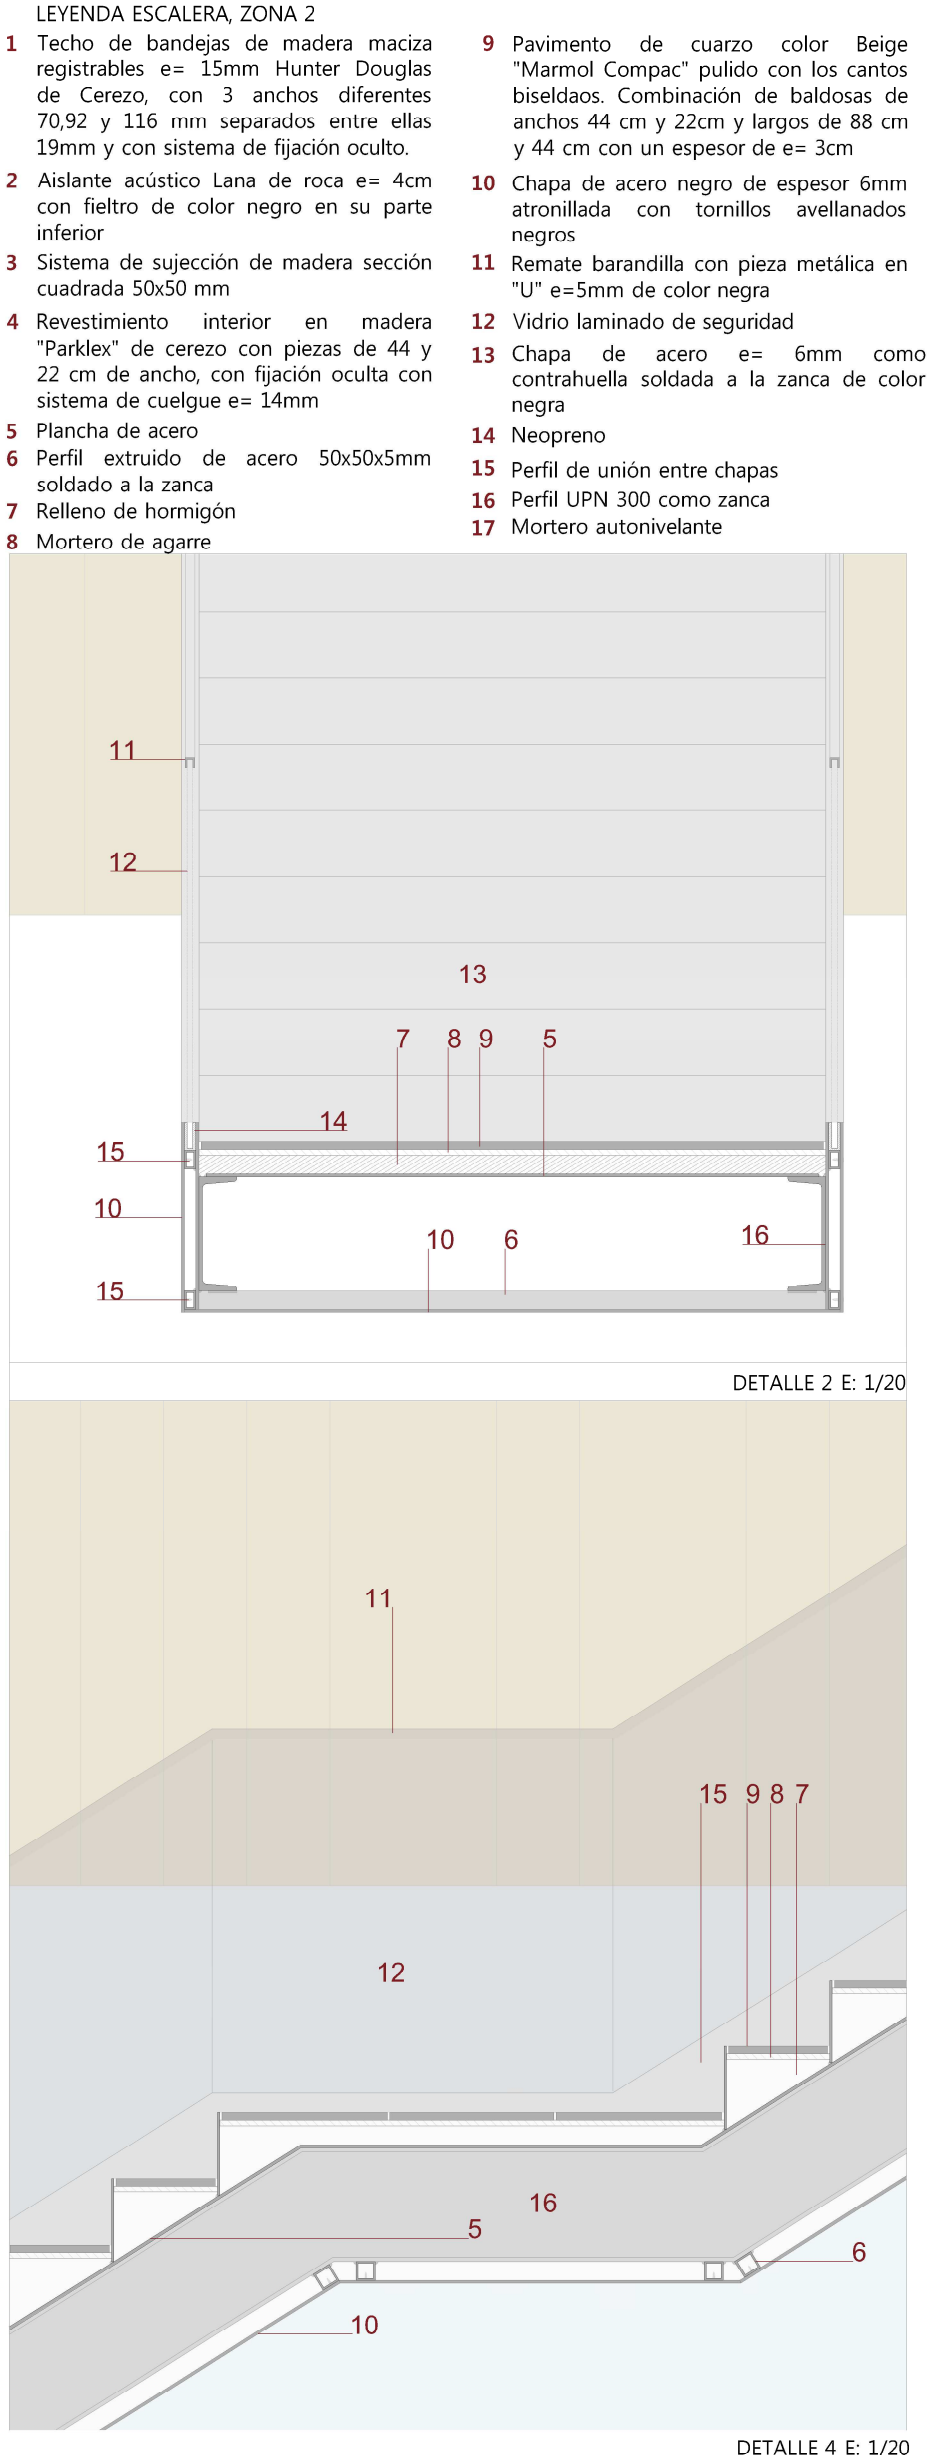 LEYENDA ESCALERA, ZONA 2
1 Techo de bandejas de madera maciza
registrables e= 15mm Hunter Douglas
de Cerezo, con 3 anchos diferentes
70,92 y 116 mm separados entre ellas
19mm y con sistema de fijación oculto.
2 Aislante acústico Lana de roca e= 4cm
con fieltro de color negro en su parte
inferior
3 Sistema de sujección de madera sección
cuadrada 50x50 mm
4 Revestimiento interior en madera
"Parklex" de cerezo con piezas de 44 y
22 cm de ancho, con fijación oculta con
sistema de cuelgue e= 14mm
5 Plancha de acero
6 Perfil extruido de acero 50x50x5mm
soldado a la zanca
7 Relleno de hormigón
8 Mortero de agarre
9 Pavimento de cuarzo color Beige
"Marmol Compac" pulido con los cantos
biseldaos. Combinación de baldosas de
anchos 44 cm y 22cm y largos de 88 cm
y 44 cm con un espesor de e= 3cm
10 Chapa de acero negro de espesor 6mm
atronillada con tornillos avellanados
negros
11 Remate barandilla con pieza metálica en
"U" e=5mm de color negra
12 Vidrio laminado de seguridad
13 Chapa de acero e= 6mm como
contrahuella soldada a la zanca de color
negra
14 Neopreno
15 Perfil de unión entre chapas
16 Perfil UPN 300 como zanca
17 Mortero autonivelante
11
12
13
7 8 9 5
14
15
10
10 6 16
15
DETALLE 2 E: 1/20
11
15 9 8 7
12
16
5
6
10
DETALLE 4 E: 1/20